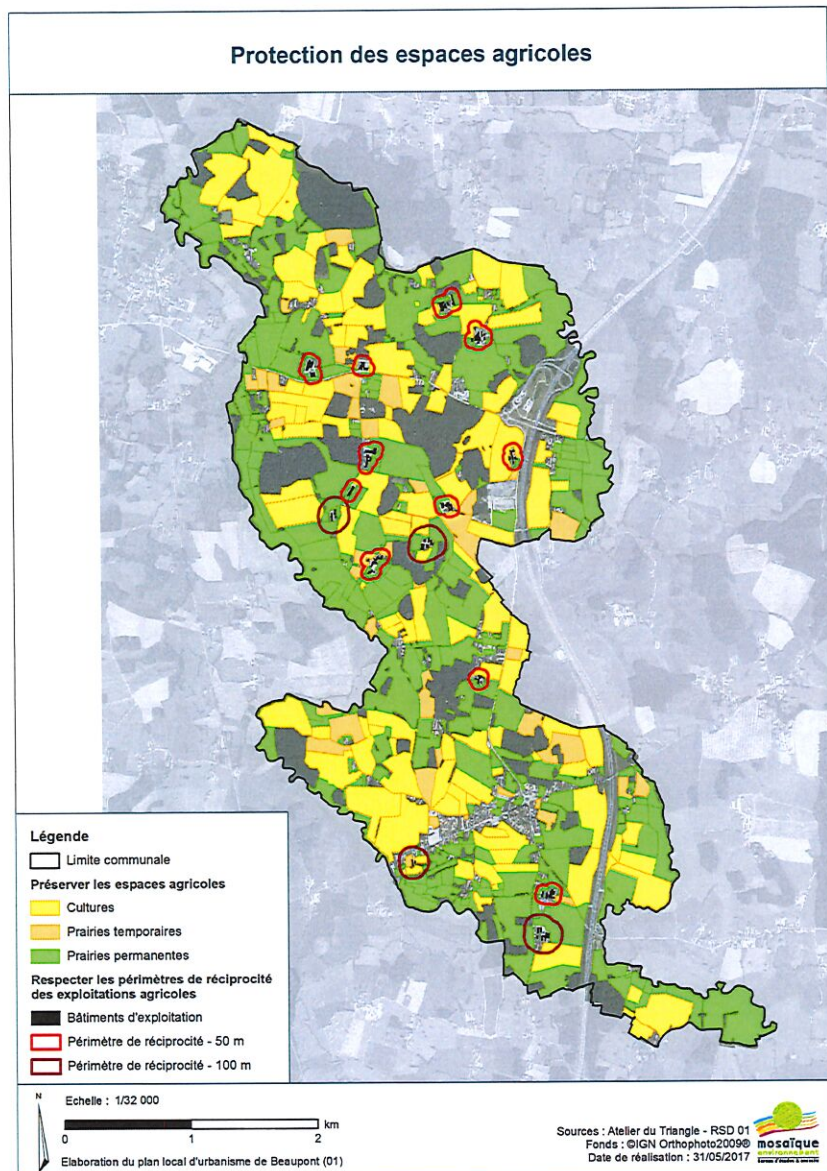 Protection des espaces agricoles
Légende
Limite communale
Préserver les espaces agricoles
Cultures
Prairies temporaires
Prairies permanentes
Respecter les périmètres de réciprocité
des exploitations agricoles
Bâtiments d'exploitation
Périmètre de réciprocité - 50 m
Périmètre de réciprocité - 100 m
N
Echelle : 1/32 000
km
0 1 2
Elaboration du plan local d'urbanisme de Beaupont (01)
Sources : Atelier du Triangle - RSD 01
Fonds : ©IGN Orthophoto2009®
Date de réalisation : 31/05/2017
mosaïque
environnement